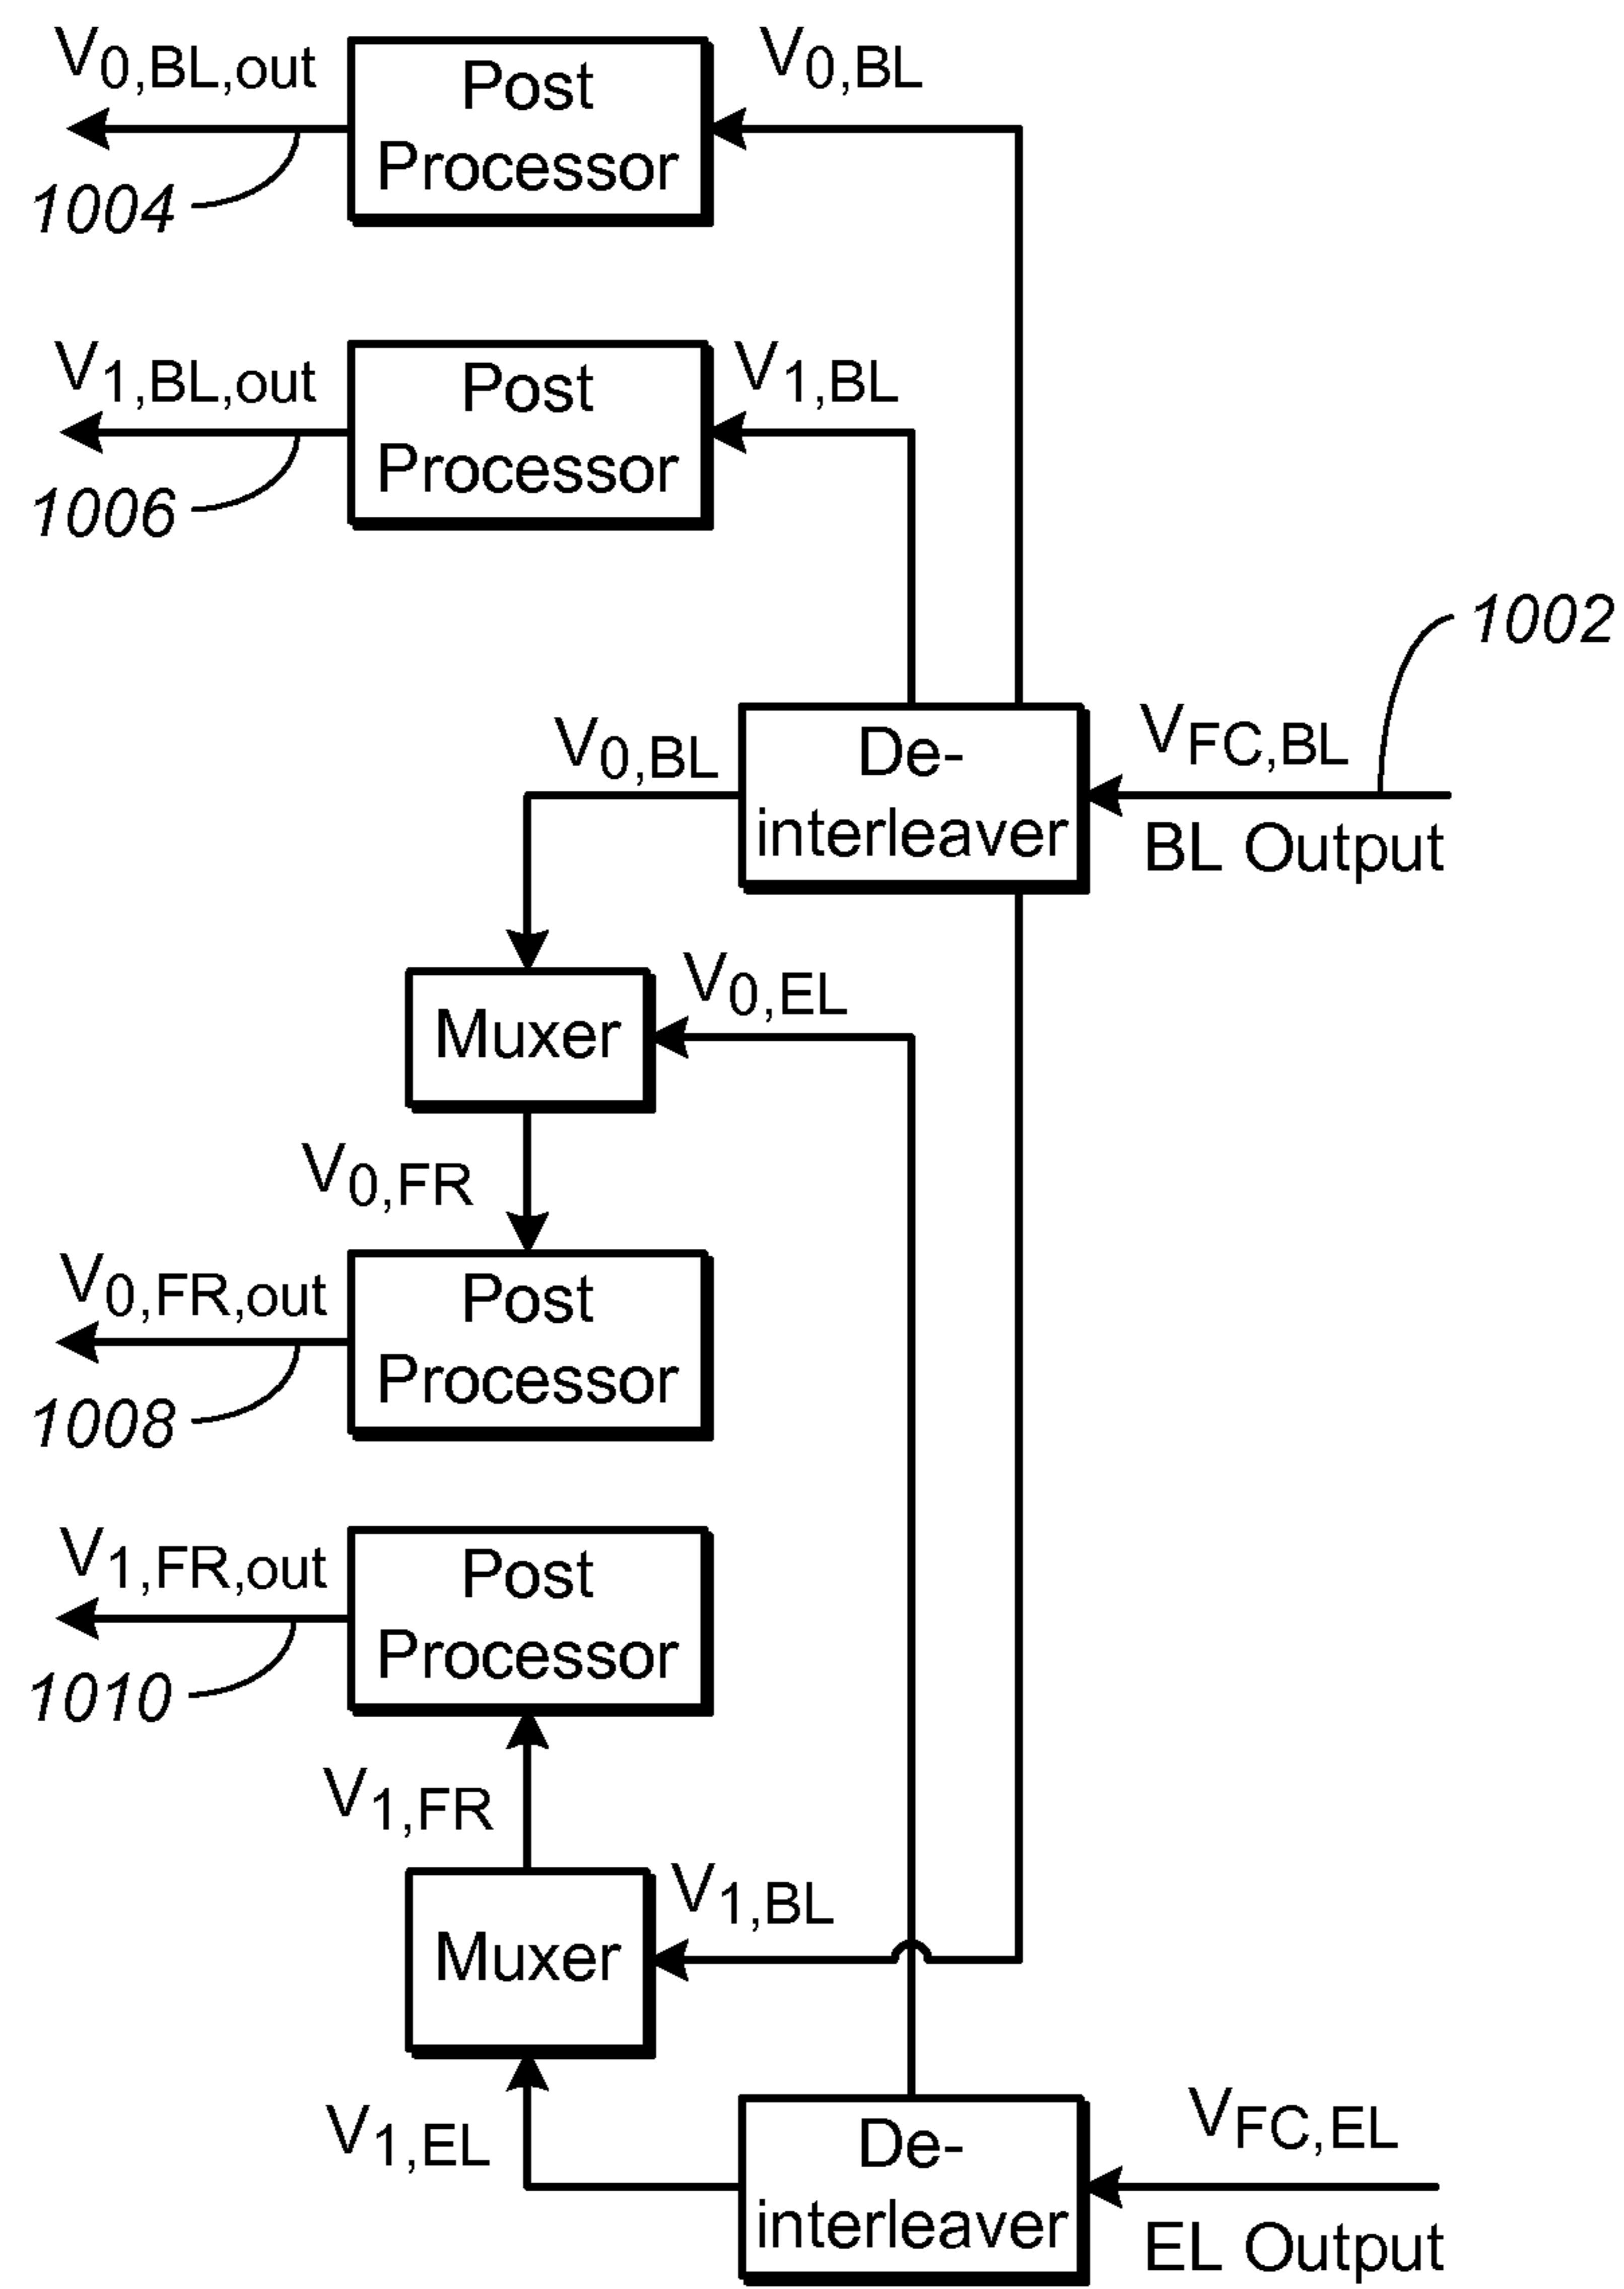 V0,BL,out
Post
Processor
V0,BL
1004
V1,BL,out
Post
Processor
V1,BL
1006
1002
V0,BL
De-
interleaver
VFC,BL
BL Output
Muxer
V0,EL
V0,FR
V0,FR,out
Post
Processor
1008
V1,FR,out
Post
Processor
1010
V1,FR
Muxer
V1,BL
V1,EL
De-
interleaver
VFC,EL
EL Output